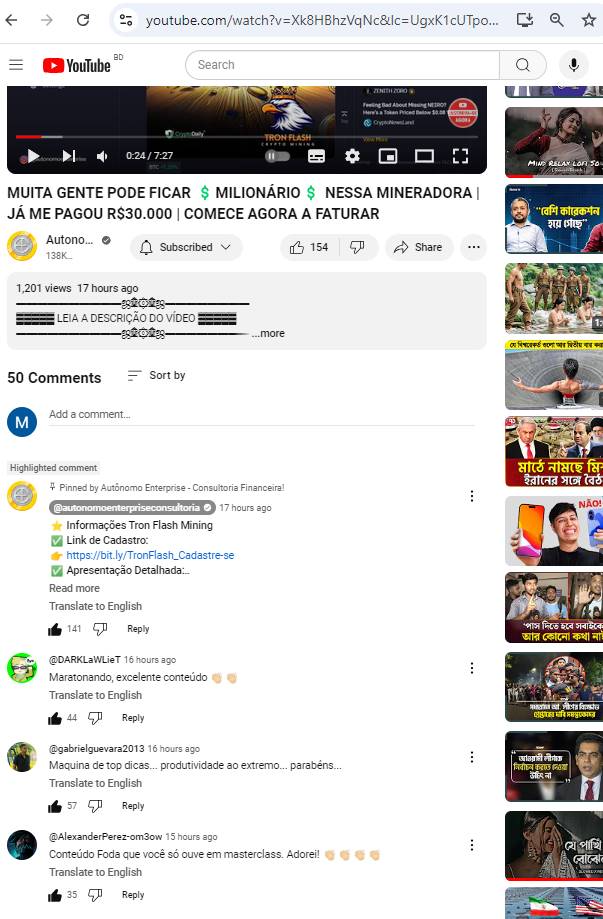 youtube.com/watch?v=Xk8HBhzVqNc&lc=UgxK1cUTpo...
YouTube BD
Search
ZENITH ZORO
Feeling Bad About Missing NEIRO?
Here's a Token Priced Below $0.08
CryptoNewsLand
View More
CryptoDaily
TRON FLASH
CRYPTO MINING
0:24 / 7:27
MUITA GENTE PODE FICAR 💲MILIONÁRIO💲 NESSA MINERADORA |
JÁ ME PAGOU R$30.000 | COMECE AGORA A FATURAR
Autono...
138K...
Subscribed
154
Share
1,201 views 17 hours ago
LEIA A DESCRIÇÃO DO VÍDEO
...more
50 Comments
Sort by
M
Add a comment...
Highlighted comment
Pinned by Autônomo Enterprise - Consultoria Financeira!
@autonomoenterpriseconsultoria 17 hours ago
⭐ Informações Tron Flash Mining
✅ Link de Cadastro:
👉 https://bit.ly/TronFlash_Cadastre-se
✅ Apresentação Detalhada:..
Read more
Translate to English
141
Reply
@DARKLaWLieT 16 hours ago
Maratonando, excelente conteúdo 👏🏼 👏🏼
Translate to English
44
Reply
@gabrielguevara2013 16 hours ago
Maquina de top dicas... produtividade ao extremo... parabéns...
Translate to English
57
Reply
@AlexanderPerez-om3ow 15 hours ago
Conteúdo Foda que você só ouve em masterclass. Adorei! 👏🏼 👏🏼 👏🏼 👏🏼
Translate to English
35
Reply
MIND RELAX LOFI SO
"বেশি কারেকশন
হয়ে গেছে"
1:
যে বিশ্বরেকর্ড গুলো আর দ্বিতীয় বার করা
মাঠে নামছে মি
ইরানের সঙ্গে বৈঠ
NÃO!
'পাস দিতে হবে সবাইকে
আর কোনো কথা না
যে পাখি
বোঝেন